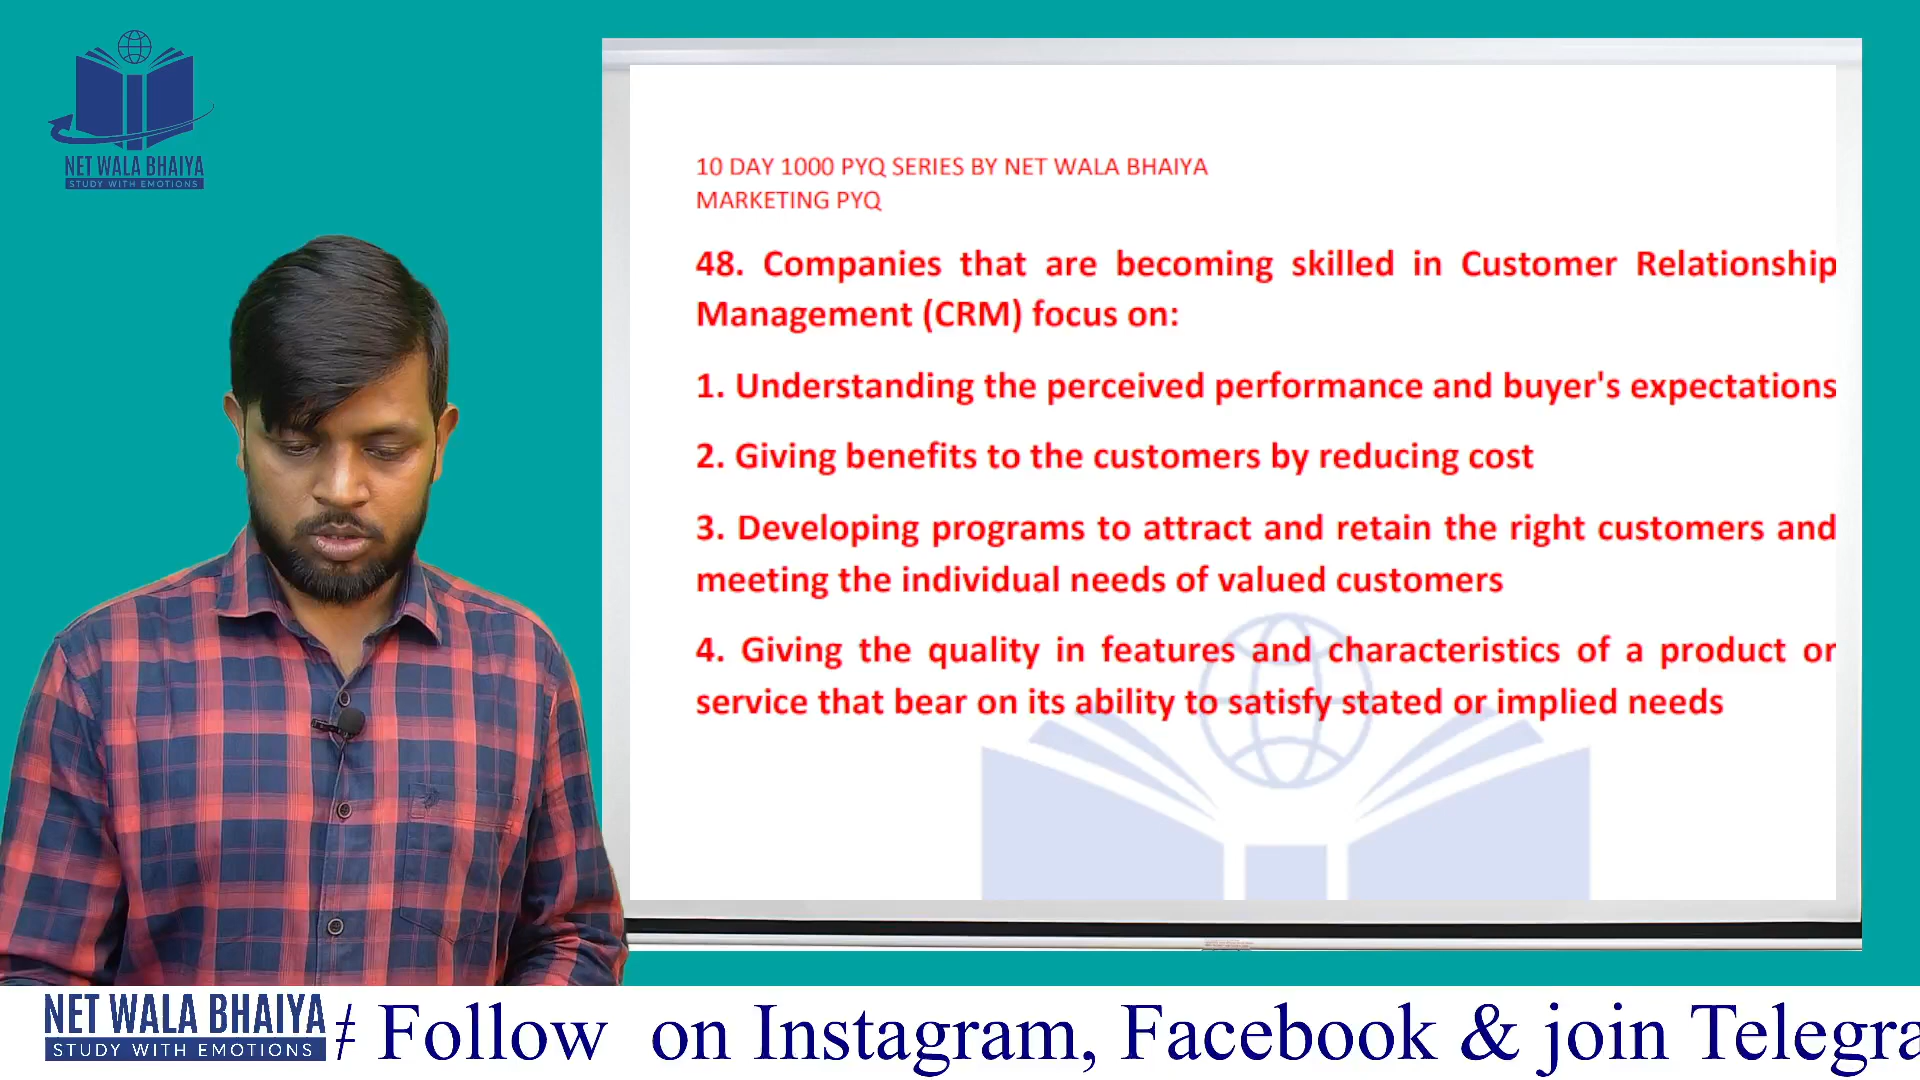 NET WALA BHAIYA
STUDY WITH EMOTIONS
10 DAY 1000 PYQ SERIES BY NET WALA BHAIYA
MARKETING PYQ
48. Companies that are becoming skilled in Customer Relationship
Management (CRM) focus on:
1. Understanding the perceived performance and buyer's expectations
2. Giving benefits to the customers by reducing cost
3. Developing programs to attract and retain the right customers and
meeting the individual needs of valued customers
4. Giving the quality in features and characteristics of a product or
service that bear on its ability to satisfy stated or implied needs
NET WALA BHAIYA
STUDY WITH EMOTIONS
# Follow on Instagram, Facebook & join Telegra